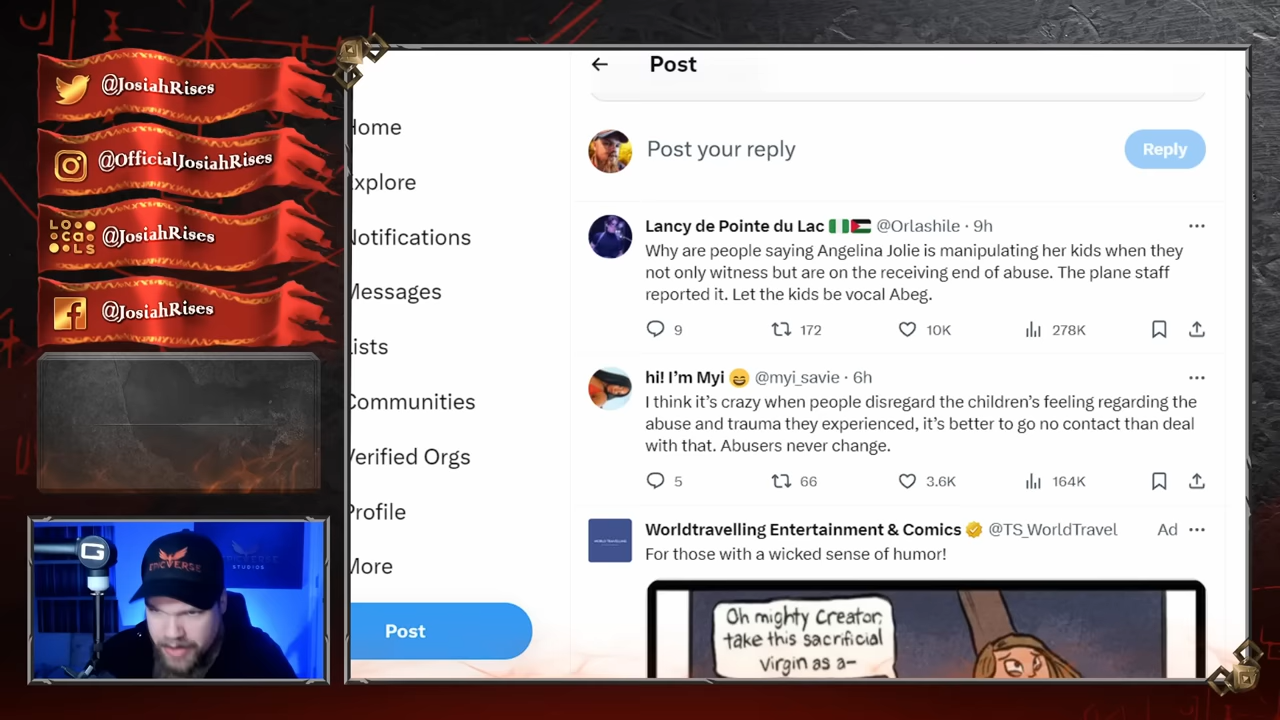 @JosiahRises
@OfficialJosiahRises
LOcaLS
@JosiahRises
@JosiahRises
EPICVERSE
STUDIOS
Home
Explore
Notifications
Messages
Lists
Communities
Verified Orgs
Profile
More
Post
Post
Post your reply
Reply
Lancy de Pointe du Lac 🇳🇬🇵🇸 @Orlashile · 9h
Why are people saying Angelina Jolie is manipulating her kids when they
not only witness but are on the receiving end of abuse. The plane staff
reported it. Let the kids be vocal Abeg.
9 172 10K 278K
hi! I’m Myi 😄 @myi_savie · 6h
I think it’s crazy when people disregard the children’s feeling regarding the
abuse and trauma they experienced, it’s better to go no contact than deal
with that. Abusers never change.
5 66 3.6K 164K
Worldtravelling Entertainment & Comics @TS_WorldTravel Ad
For those with a wicked sense of humor!
Oh mighty Creator,
take this sacrificial
virgin as a-